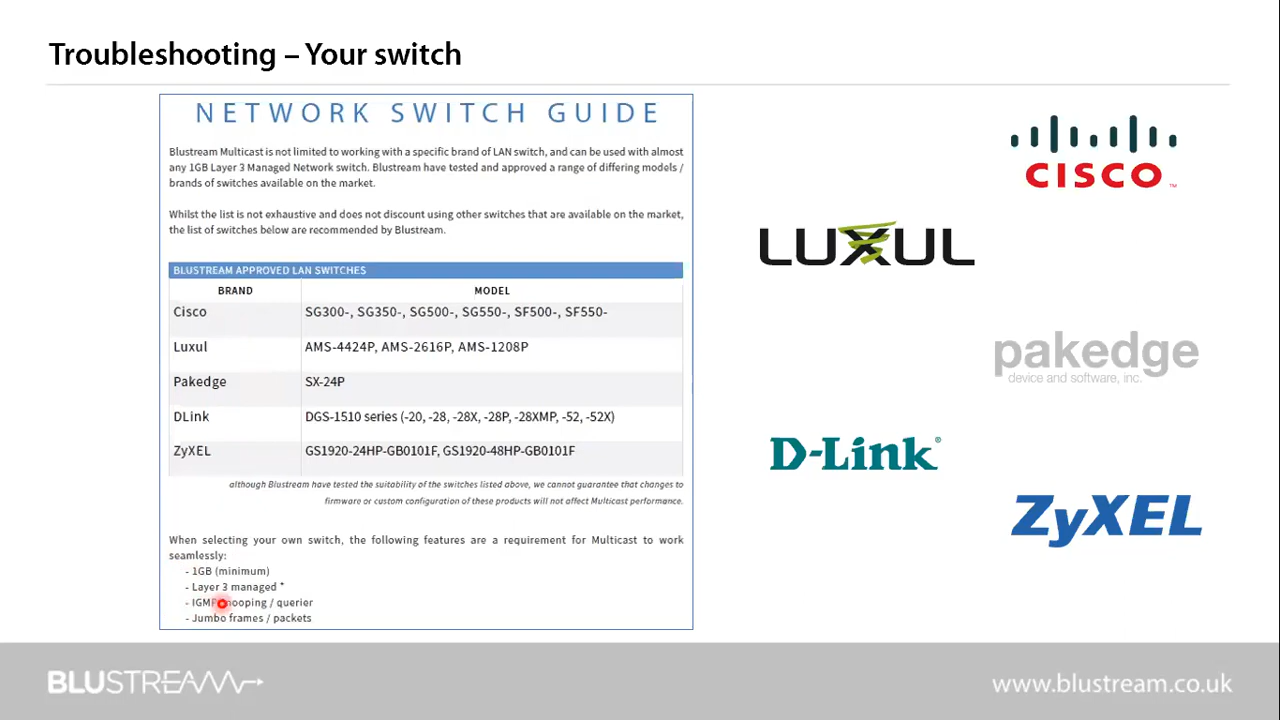 Troubleshooting – Your switch
NETWORK SWITCH GUIDE
Blustream Multicast is not limited to working with a specific brand of LAN switch, and can be used with almost
any 1GB Layer 3 Managed Network switch. Blustream have tested and approved a range of differing models /
brands of switches available on the market.
Whilst the list is not exhaustive and does not discount using other switches that are available on the market,
the list of switches below are recommended by Blustream.
BLUSTREAM APPROVED LAN SWITCHES
BRAND MODEL
Cisco SG300-, SG350-, SG500-, SG550-, SF500-, SF550-
Luxul AMS-4424P, AMS-2616P, AMS-1208P
Pakedge SX-24P
DLink DGS-1510 series (-20, -28, -28X, -28P, -28XMP, -52, -52X)
ZyXEL GS1920-24HP-GB0101F, GS1920-48HP-GB0101F
although Blustream have tested the suitability of the switches listed above, we cannot guarantee that changes to
firmware or custom configuration of these products will not affect Multicast performance.
When selecting your own switch, the following features are a requirement for Multicast to work
seamlessly:
- 1GB (minimum)
- Layer 3 managed *
- IGMP snooping / querier
- Jumbo frames / packets
CISCO™
LUXUL
pakedge
device and software, inc.
D-Link®
ZyXEL
BLUSTREAM
www.blustream.co.uk